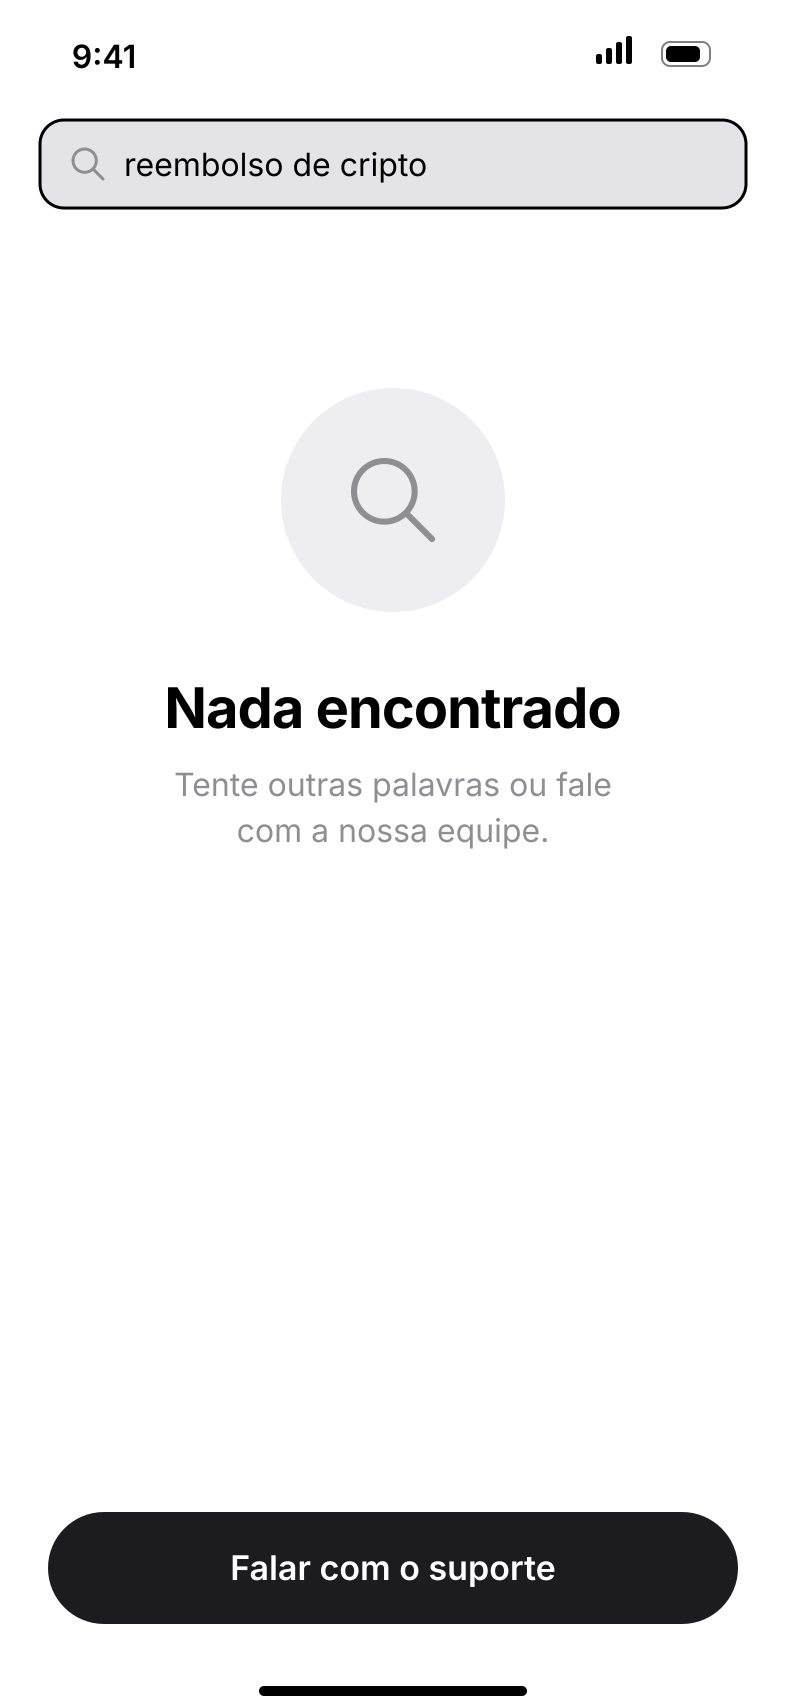 9:41
reembolso de cripto
Nada encontrado
Tente outras palavras ou fale
com a nossa equipe.
Falar com o suporte